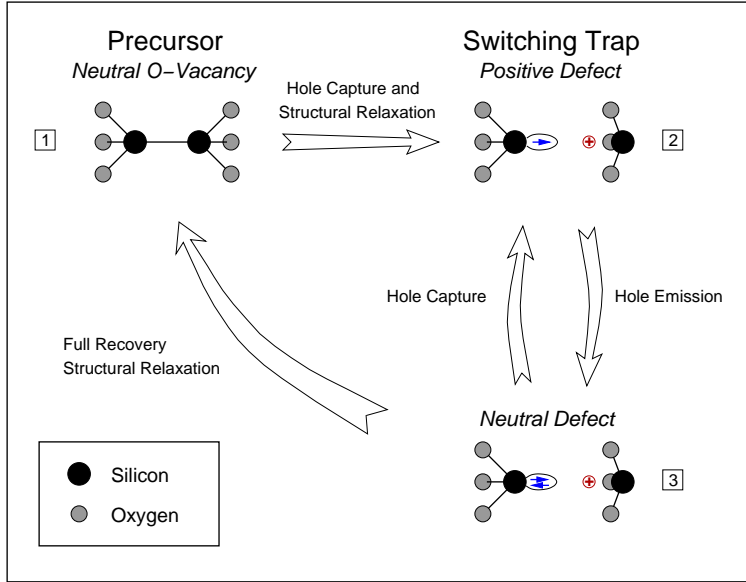 Precursor
Neutral O−Vacancy
Switching Trap
Positive Defect
Hole Capture and
Structural Relaxation
1
2
Hole Capture
Hole Emission
Full Recovery
Structural Relaxation
Neutral Defect
3
Silicon
Oxygen